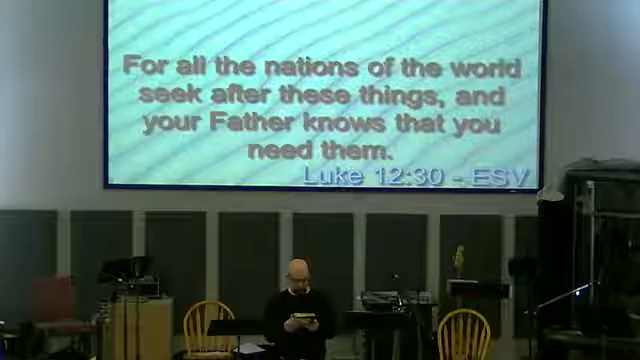 For all the nations of the world
seek after these things, and
your Father knows that you
need them.
Luke 12:30 - ESV